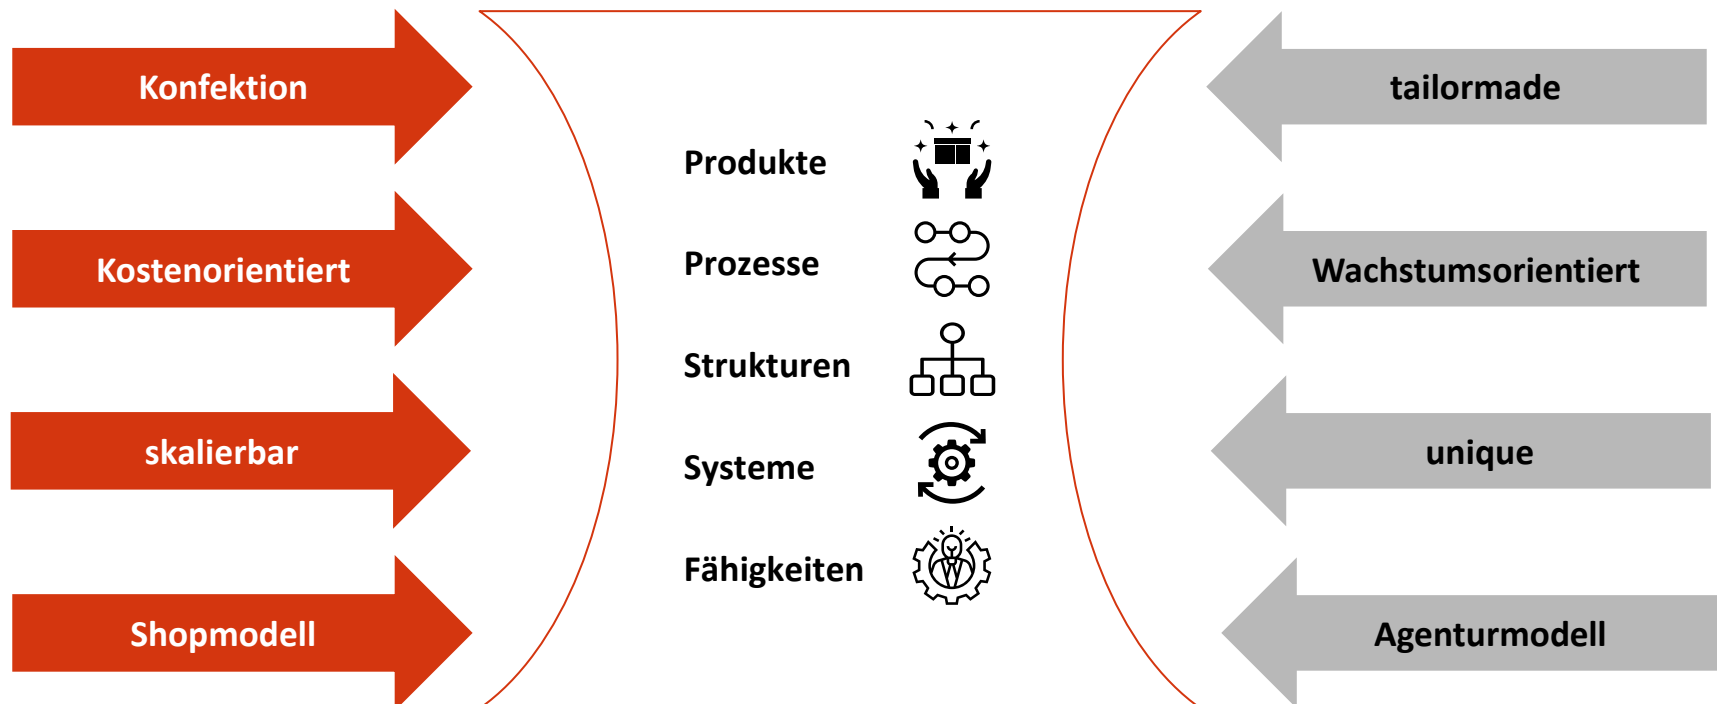 Konfektion
Kostenorientiert
skalierbar
Shopmodell
Produkte
Prozesse
Strukturen
Systeme
Fähigkeiten
tailormade
Wachstumsorientiert
unique
Agenturmodell